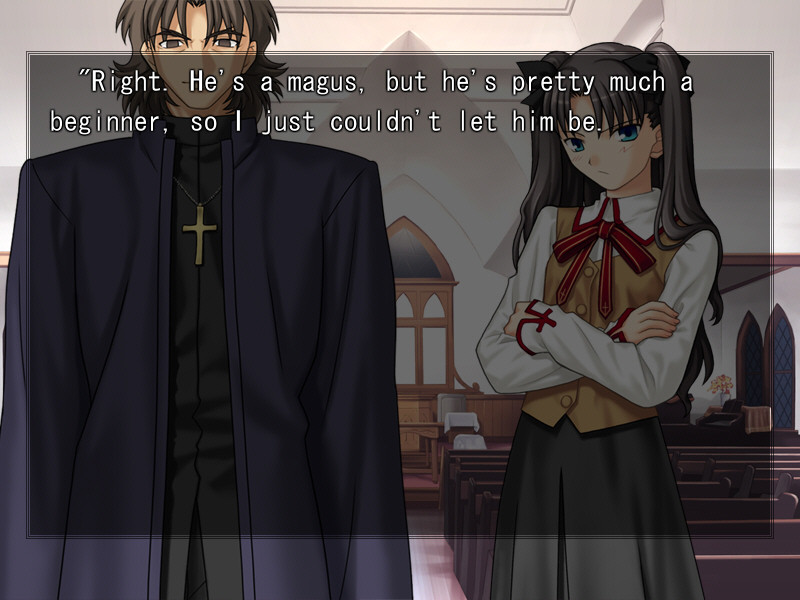 "Right. He's a magus, but he's pretty much a
beginner, so I just couldn't let him be.